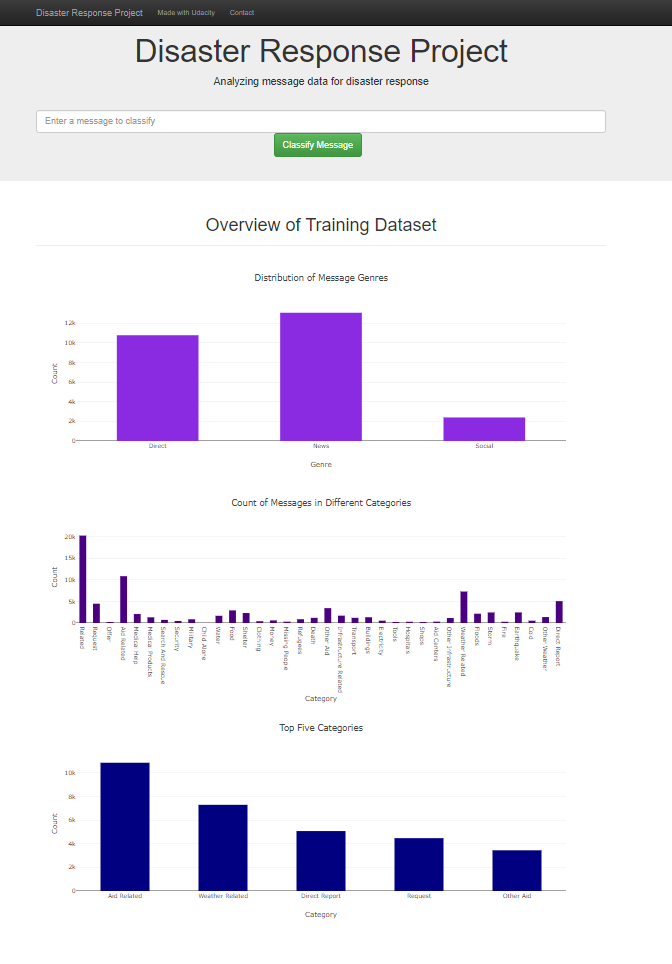 Disaster Response Project Made with Udacity Contact
Disaster Response Project
Analyzing message data for disaster response
Enter a message to classify
Classify Message
Overview of Training Dataset
Distribution of Message Genres
12k
10k
8k
6k
4k
2k
0
Count
Direct News Social
Genre
Count of Messages in Different Categories
20k
15k
10k
5k
0
Count
Related
Request
Offer
Aid Related
Medical Help
Medical Products
Search And Rescue
Security
Military
Child Alone
Water
Food
Shelter
Clothing
Money
Missing People
Refugees
Death
Other Aid
Infrastructure Related
Transport
Buildings
Electricity
Tools
Hospitals
Shops
Aid Centers
Other Infrastructure
Weather Related
Floods
Storm
Fire
Earthquake
Cold
Other Weather
Direct Report
Category
Top Five Categories
10k
8k
6k
4k
2k
0
Count
Aid Related Weather Related Direct Report Request Other Aid
Category